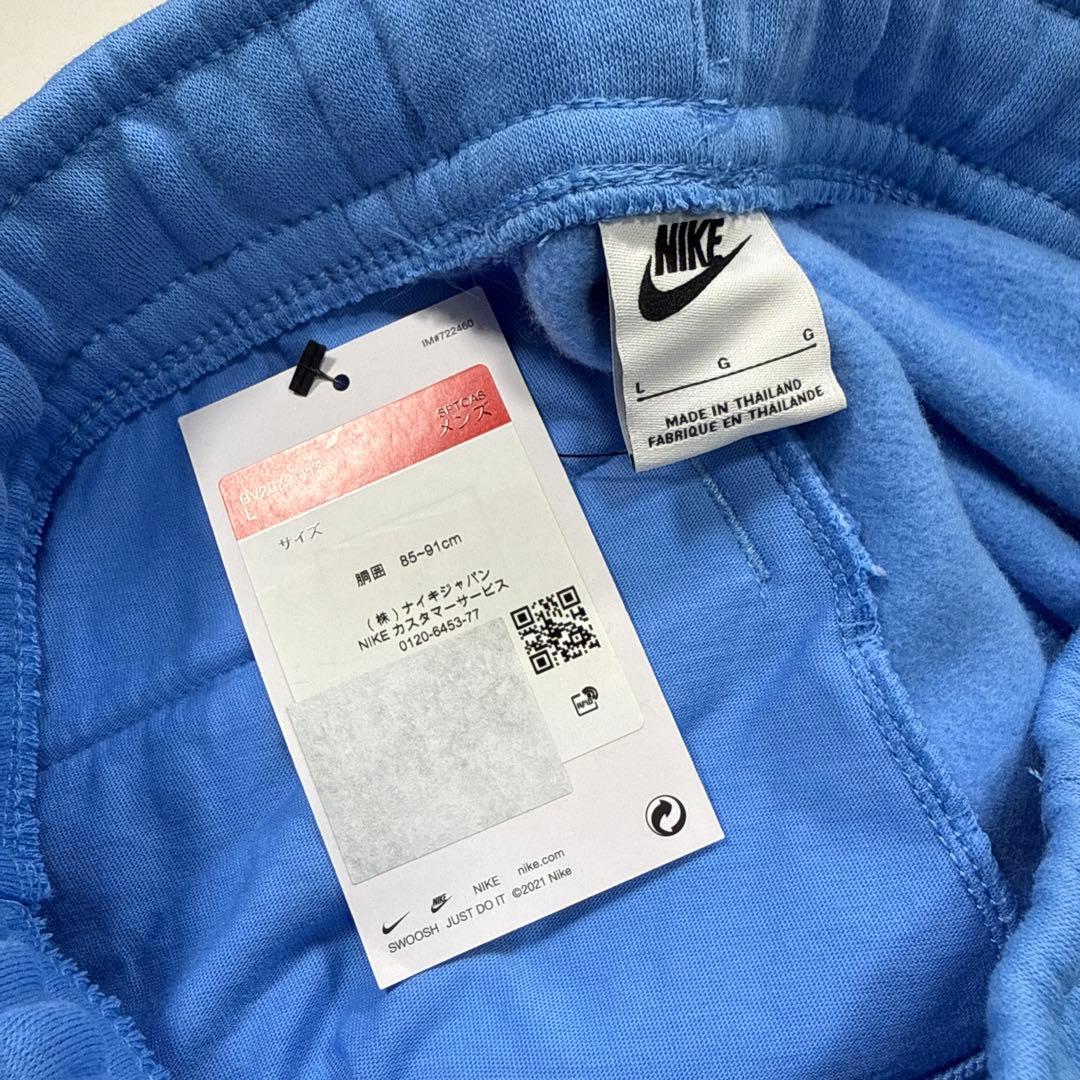 NIKE
L G G
MADE IN THAILAND
FABRIQUE EN THAILANDE
IM#722460
SPTCAS
メンズ
L
サイズ
胴囲 85~91cm
(株)ナイキジャパン
NIKE カスタマーサービス
0120-6453-77
RFID
NIKE NIKE nike.com
SWOOSH JUST DO IT ©2021 Nike